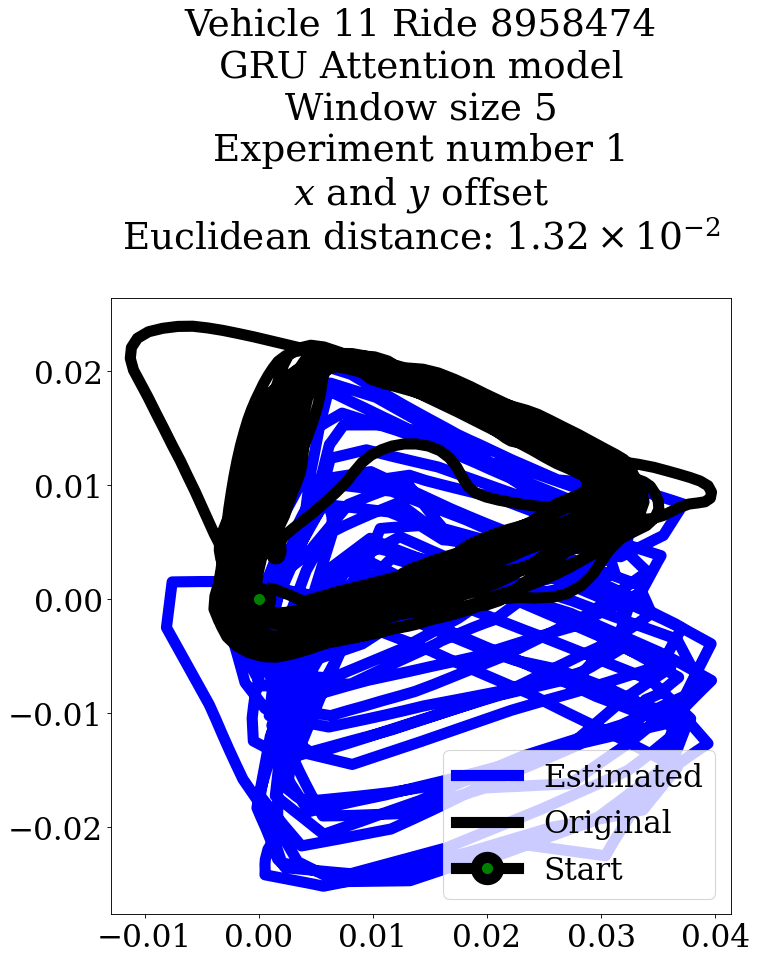 Vehicle 11 Ride 8958474
GRU Attention model
Window size 5
Experiment number 1
x and y offset
Euclidean distance: 1.32 × 10⁻²
0.02
0.01
0.00
−0.01
−0.02
Estimated
Original
Start
−0.01 0.00 0.01 0.02 0.03 0.04